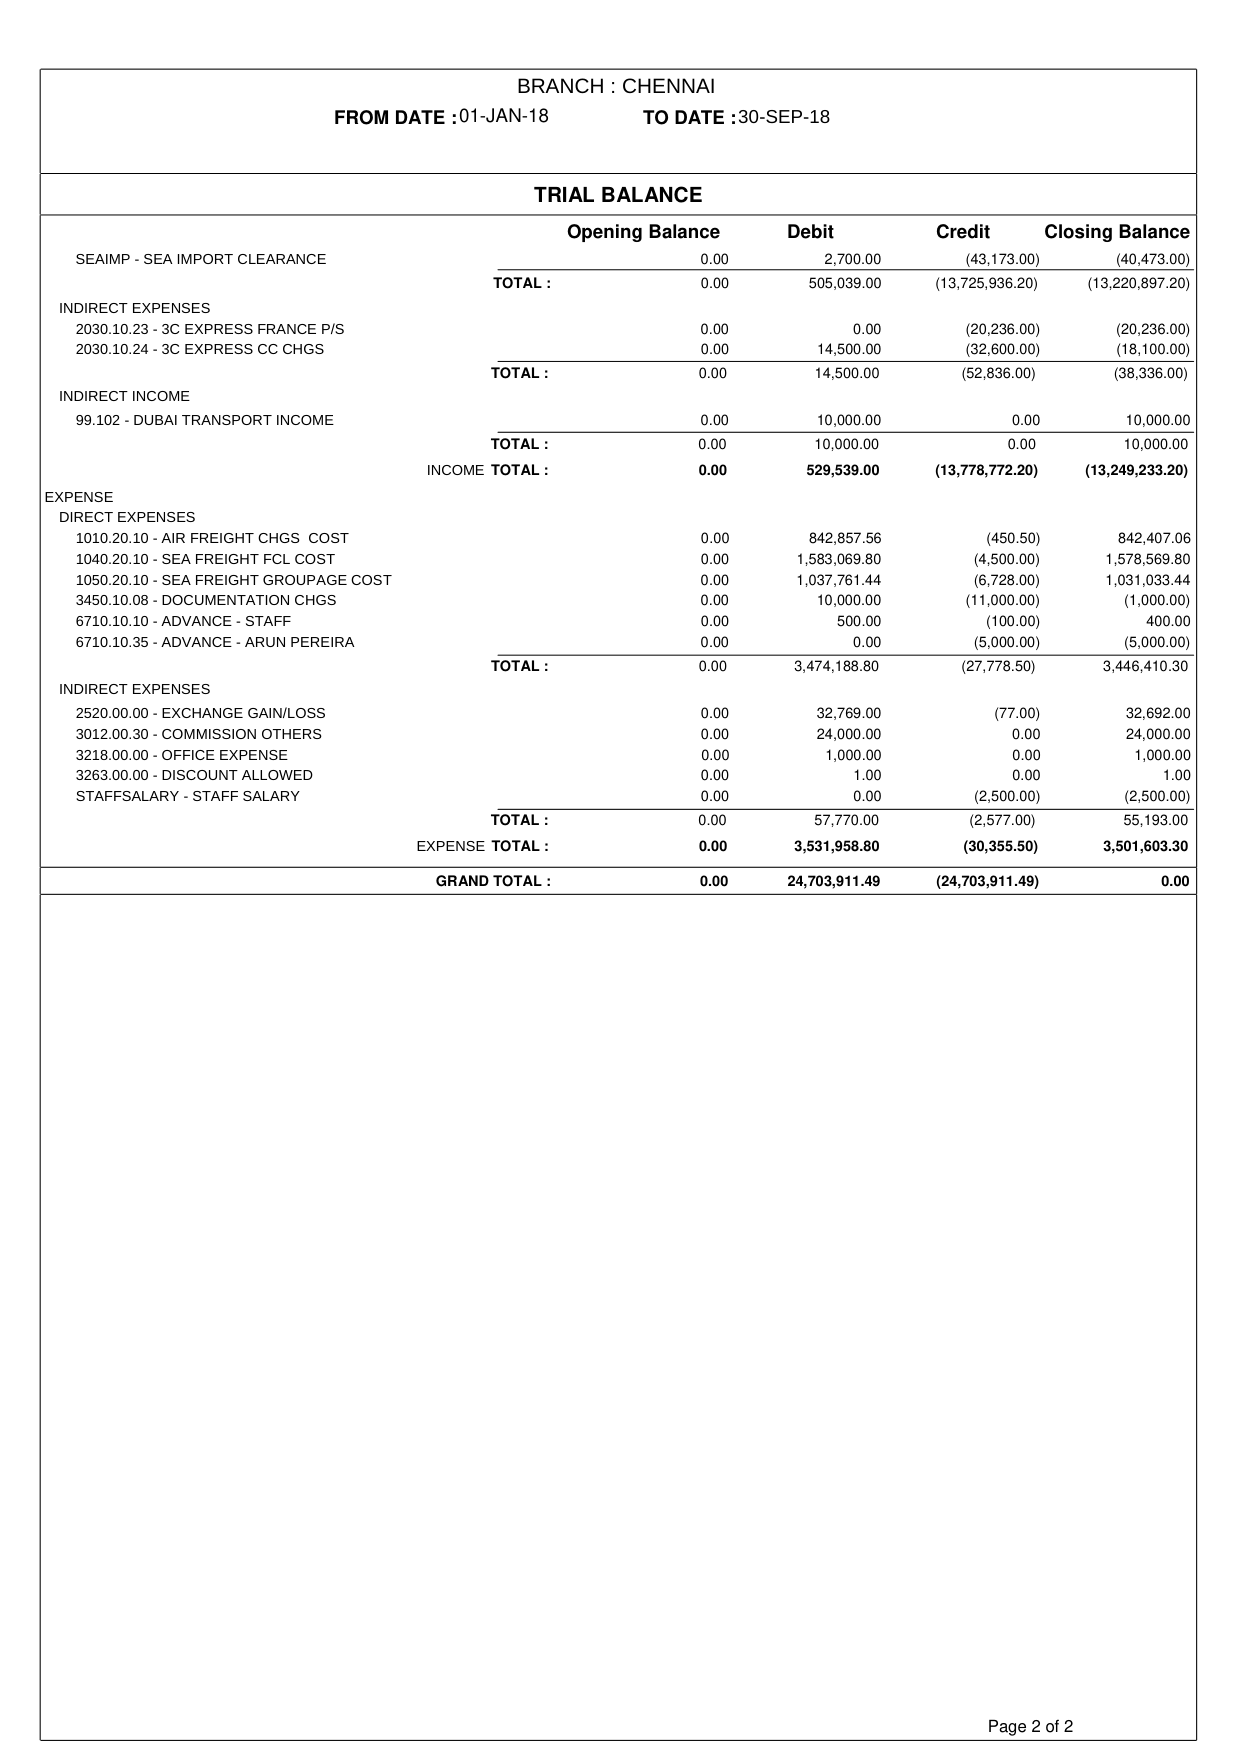 BRANCH : CHENNAI
FROM DATE : 01-JAN-18 TO DATE : 30-SEP-18
TRIAL BALANCE
Opening Balance Debit Credit Closing Balance
SEAIMP - SEA IMPORT CLEARANCE 0.00 2,700.00 (43,173.00) (40,473.00)
TOTAL : 0.00 505,039.00 (13,725,936.20) (13,220,897.20)
INDIRECT EXPENSES
2030.10.23 - 3C EXPRESS FRANCE P/S 0.00 0.00 (20,236.00) (20,236.00)
2030.10.24 - 3C EXPRESS CC CHGS 0.00 14,500.00 (32,600.00) (18,100.00)
TOTAL : 0.00 14,500.00 (52,836.00) (38,336.00)
INDIRECT INCOME
99.102 - DUBAI TRANSPORT INCOME 0.00 10,000.00 0.00 10,000.00
TOTAL : 0.00 10,000.00 0.00 10,000.00
INCOME TOTAL : 0.00 529,539.00 (13,778,772.20) (13,249,233.20)
EXPENSE
DIRECT EXPENSES
1010.20.10 - AIR FREIGHT CHGS  COST 0.00 842,857.56 (450.50) 842,407.06
1040.20.10 - SEA FREIGHT FCL COST 0.00 1,583,069.80 (4,500.00) 1,578,569.80
1050.20.10 - SEA FREIGHT GROUPAGE COST 0.00 1,037,761.44 (6,728.00) 1,031,033.44
3450.10.08 - DOCUMENTATION CHGS 0.00 10,000.00 (11,000.00) (1,000.00)
6710.10.10 - ADVANCE - STAFF 0.00 500.00 (100.00) 400.00
6710.10.35 - ADVANCE - ARUN PEREIRA 0.00 0.00 (5,000.00) (5,000.00)
TOTAL : 0.00 3,474,188.80 (27,778.50) 3,446,410.30
INDIRECT EXPENSES
2520.00.00 - EXCHANGE GAIN/LOSS 0.00 32,769.00 (77.00) 32,692.00
3012.00.30 - COMMISSION OTHERS 0.00 24,000.00 0.00 24,000.00
3218.00.00 - OFFICE EXPENSE 0.00 1,000.00 0.00 1,000.00
3263.00.00 - DISCOUNT ALLOWED 0.00 1.00 0.00 1.00
STAFFSALARY - STAFF SALARY 0.00 0.00 (2,500.00) (2,500.00)
TOTAL : 0.00 57,770.00 (2,577.00) 55,193.00
EXPENSE TOTAL : 0.00 3,531,958.80 (30,355.50) 3,501,603.30
GRAND TOTAL : 0.00 24,703,911.49 (24,703,911.49) 0.00
Page 2 of 2